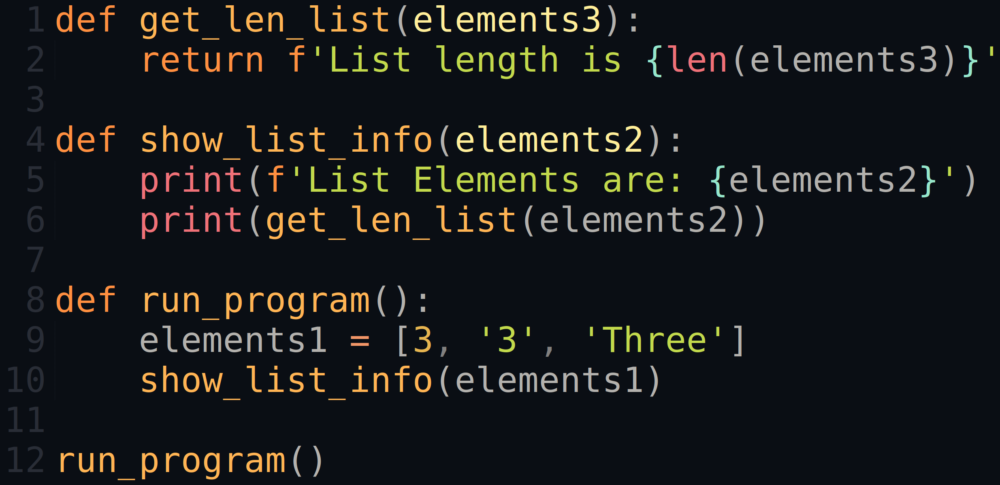 1 def get_len_list(elements3):
2     return f'List length is {len(elements3)}'
3
4 def show_list_info(elements2):
5     print(f'List Elements are: {elements2}')
6     print(get_len_list(elements2))
7
8 def run_program():
9     elements1 = [3, '3', 'Three']
10     show_list_info(elements1)
11
12 run_program()